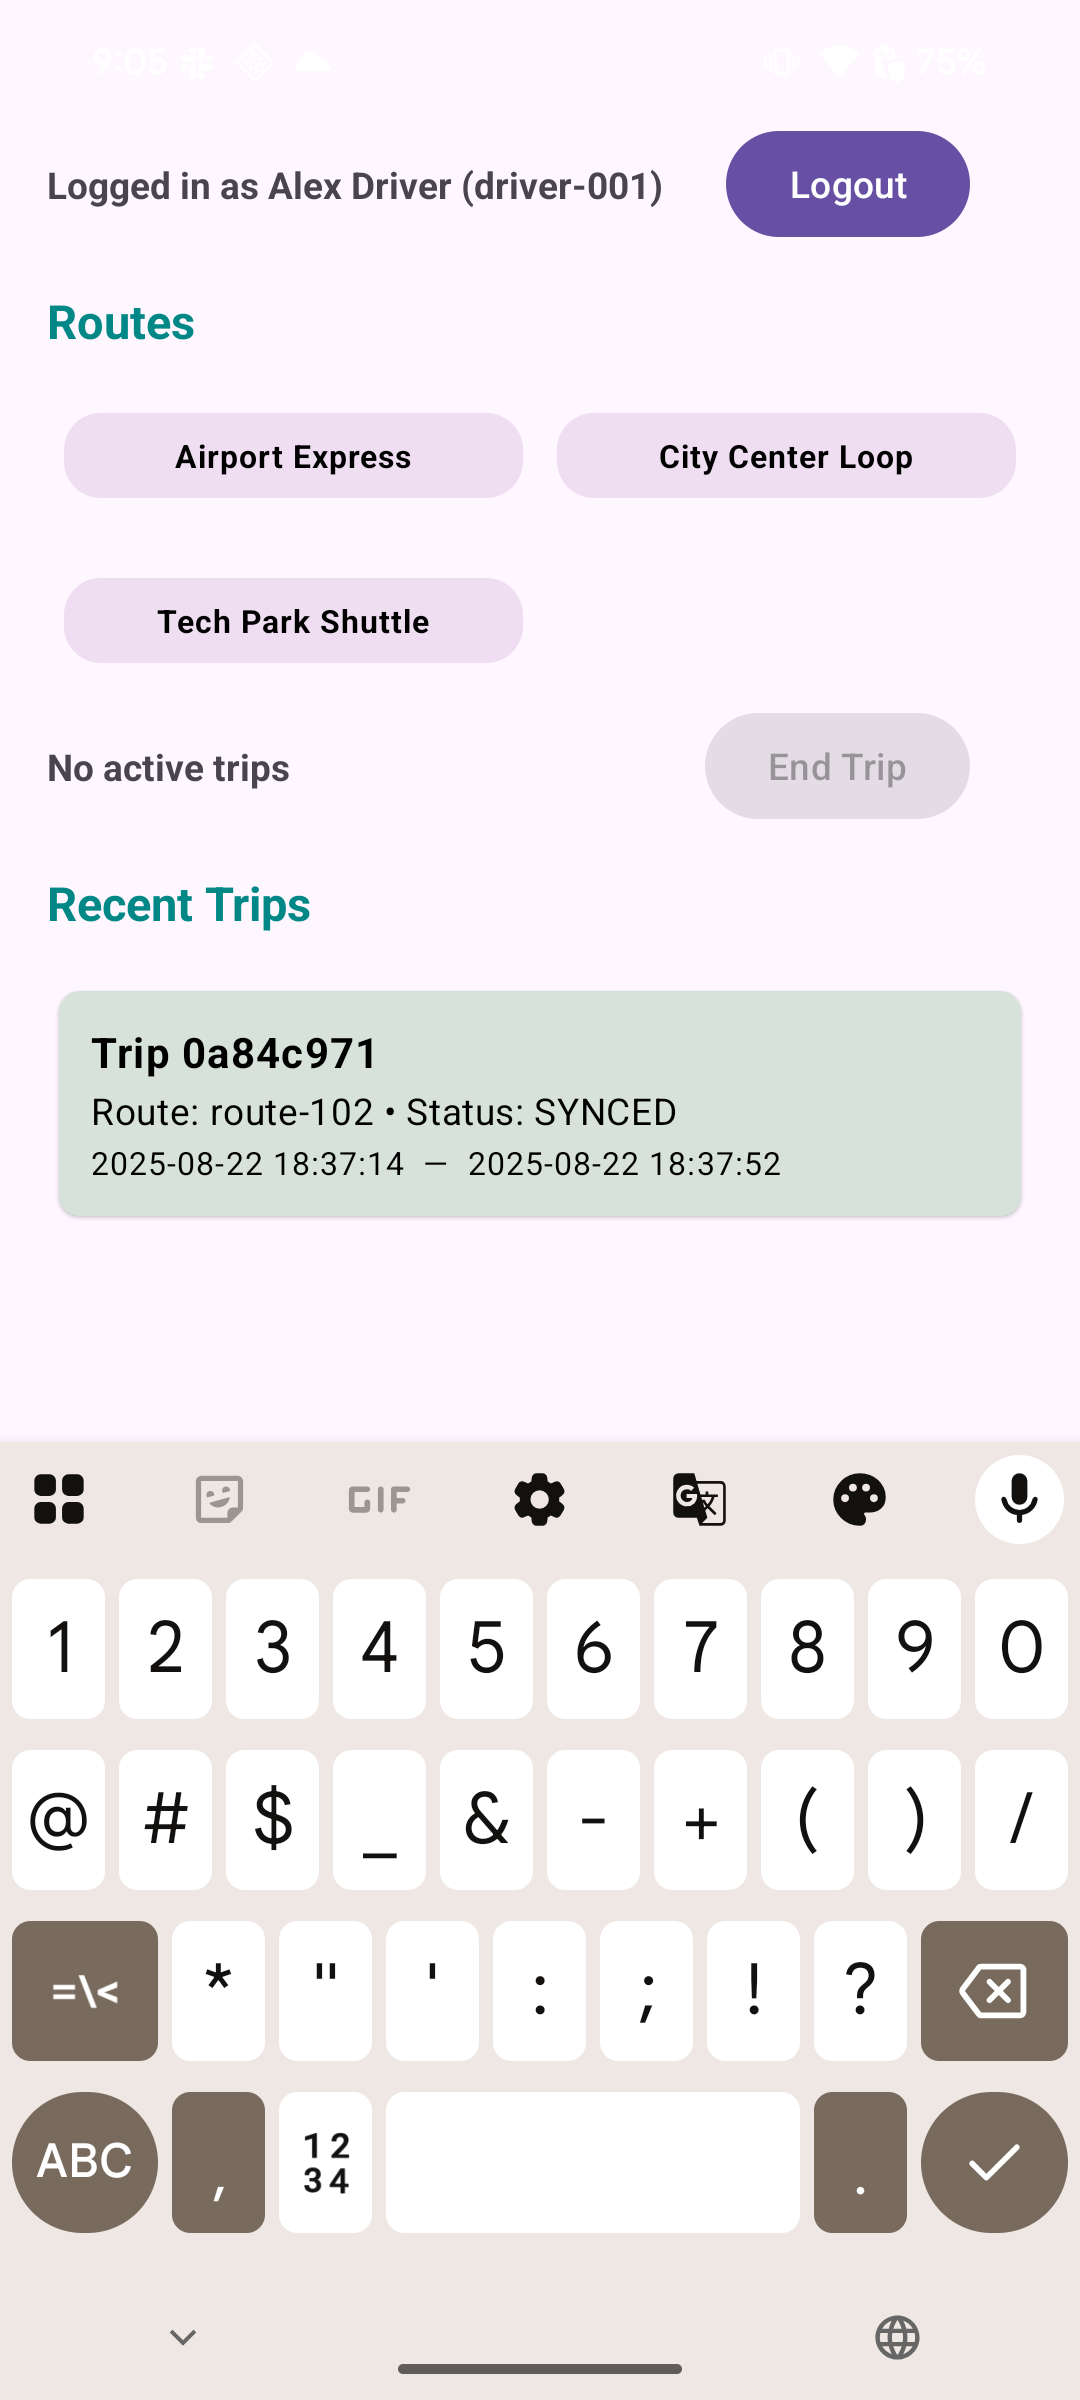 9:05 75%
Logged in as Alex Driver (driver-001) Logout
Routes
Airport Express City Center Loop
Tech Park Shuttle
No active trips End Trip
Recent Trips
Trip 0a84c971
Route: route-102 • Status: SYNCED
2025-08-22 18:37:14 — 2025-08-22 18:37:52
GIF G 文
1 2 3 4 5 6 7 8 9 0
@ # $ _ & - + ( ) /
=\< * " ' : ; ! ?
ABC , 12 .
34